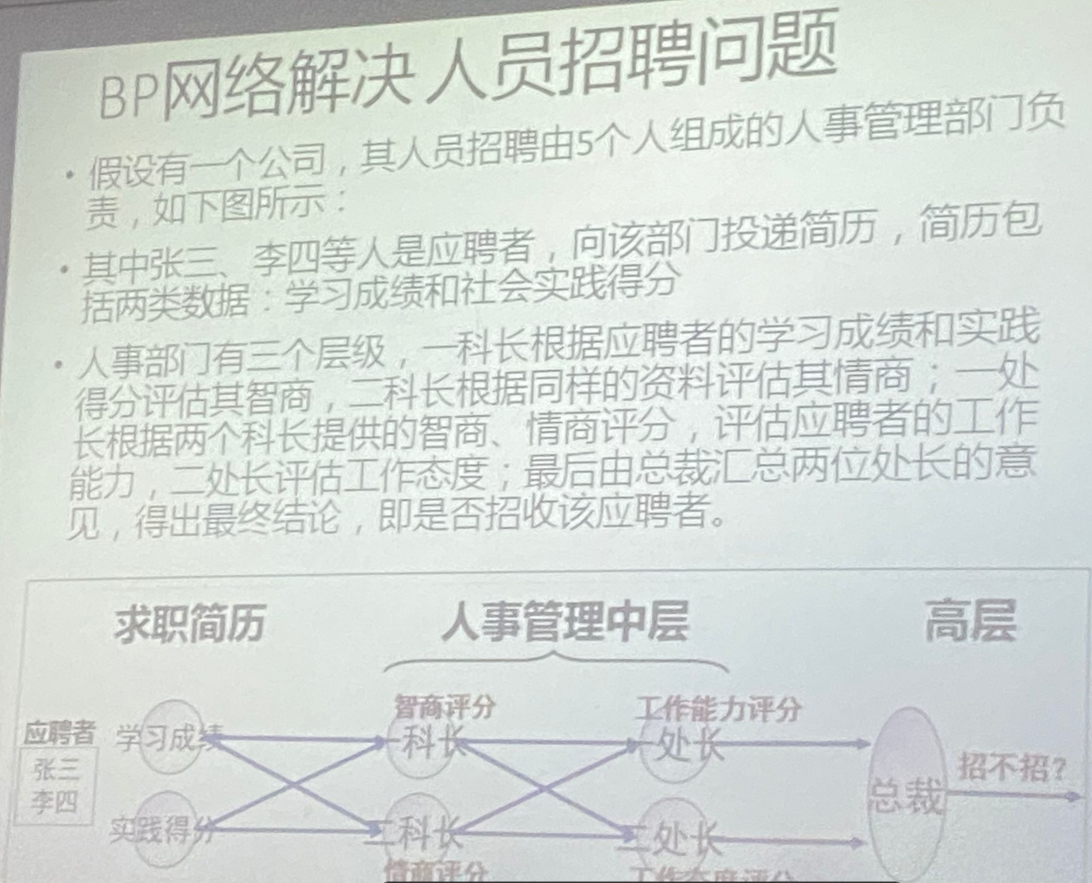 BP网络解决人员招聘问题
• 假设有一个公司，其人员招聘由5个人组成的人事管理部门负
责，如下图所示：
• 其中张三、李四等人是应聘者，向该部门投递简历，简历包
括两类数据：学习成绩和社会实践得分
• 人事部门有三个层级，一科长根据应聘者的学习成绩和实践
得分评估其智商，二科长根据同样的资料评估其情商；一处
长根据两个科长提供的智商、情商评分，评估应聘者的工作
能力，二处长评估工作态度；最后由总裁汇总两位处长的意
见，得出最终结论，即是否招收该应聘者。
求职简历
人事管理中层
高层
智商评分
工作能力评分
应聘者
学习成绩
一科长
一处长
张三
李四
总裁
招不招？
实践得分
二科长
二处长
情商评分
工作态度评分